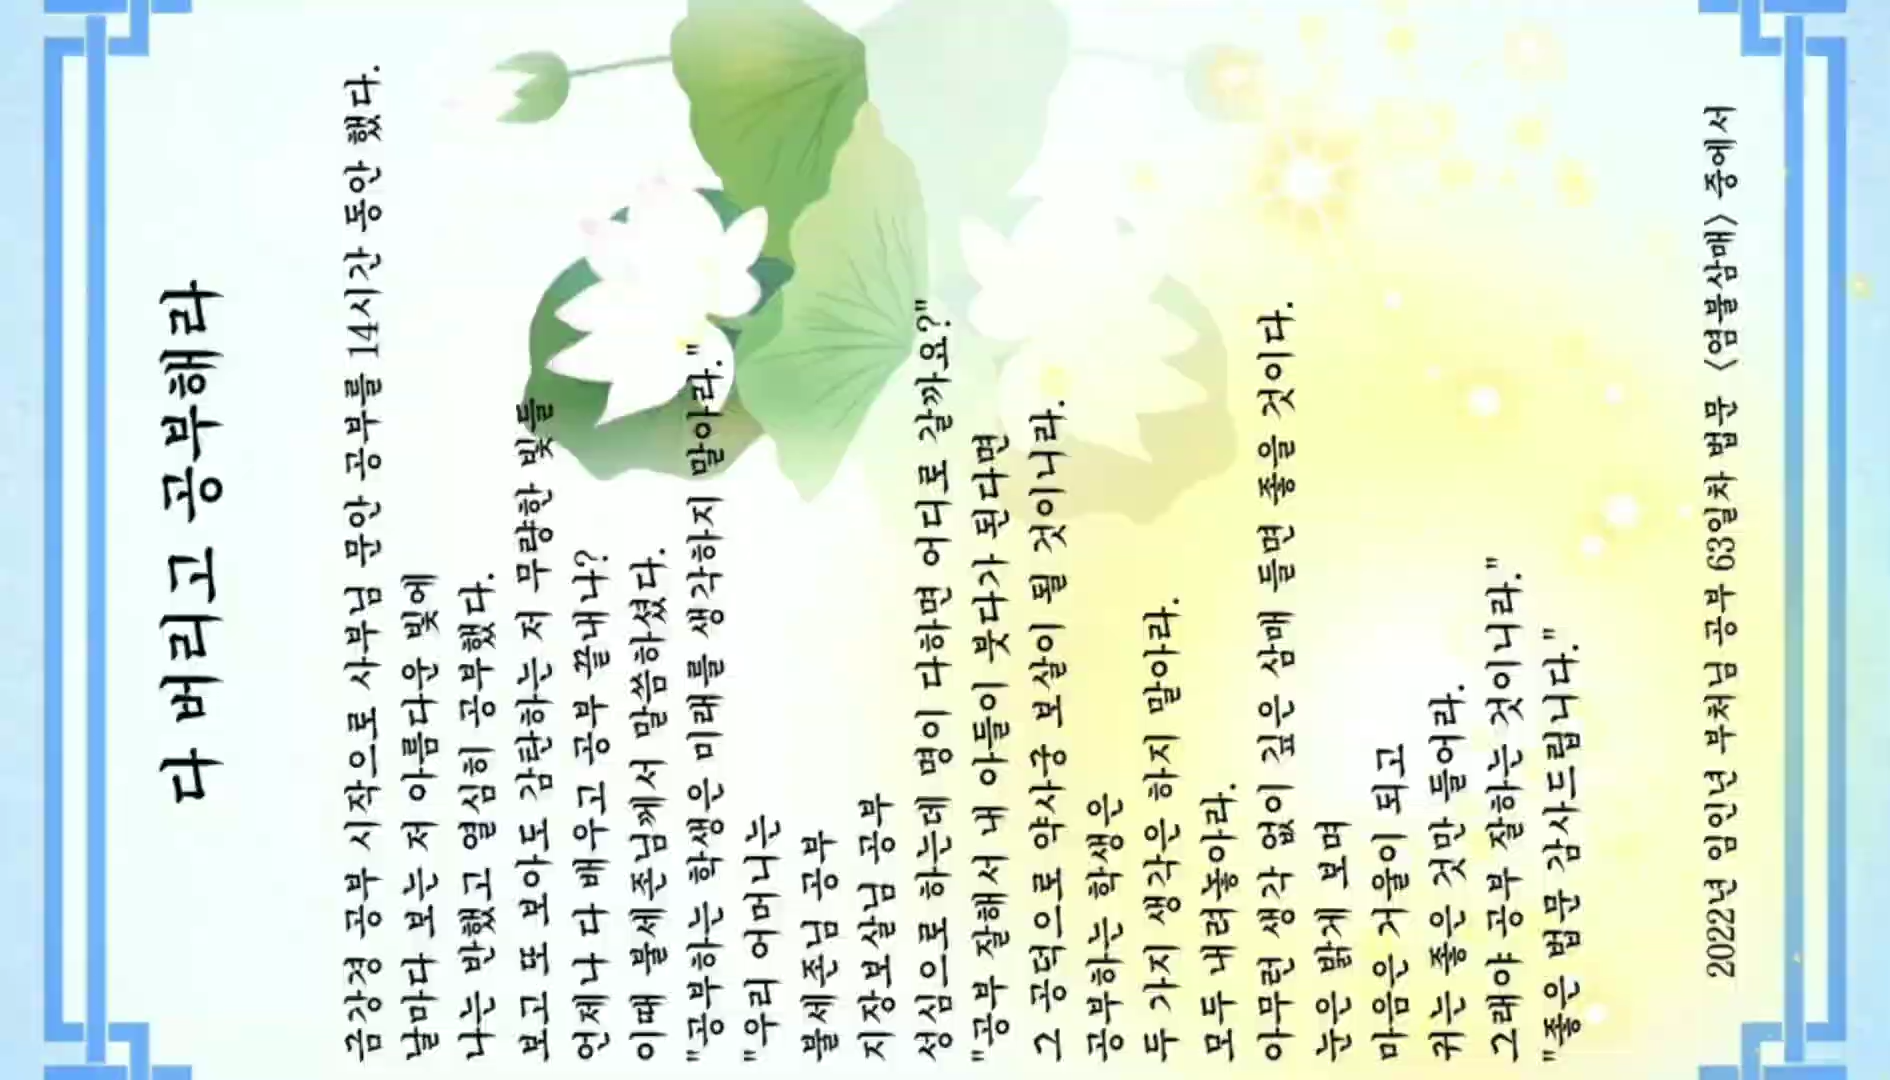 다 버리고 공부해라
금강경 공부 시작으로 사부님 문안 공부를 14시간 동안 했다.
날마다 보는 저 아름다운 빛에
나는 반했고 열심히 공부했다.
보고 또 보아도 감탄하는 저 무량한 빛들
언제나 다 배우고 공부 끝내나?
이때 불세존님께서 말씀하셨다.
"공부하는 학생은 미래를 생각하지 말아라."
"우리 어머니는
불세존님 공부
지장보살님 공부
성심으로 하는데 명이 다하면 어디로 갈까요?"
"공부 잘해서 내 아들이 붓다가 된다면
그 공덕으로 약사궁 보살이 될 것이니라.
공부하는 학생은
두 가지 생각은 하지 말아라.
모두 내려놓아라.
아무런 생각 없이 깊은 삼매 들면 좋을 것이다.
눈은 밝게 보며
마음은 거울이 되고
귀는 좋은 것만 들어라.
그래야 공부 잘하는 것이니라."
"좋은 법문 감사드립니다."
2022년 임인년 부처님 공부 63일차 법문 <염불삼매> 중에서